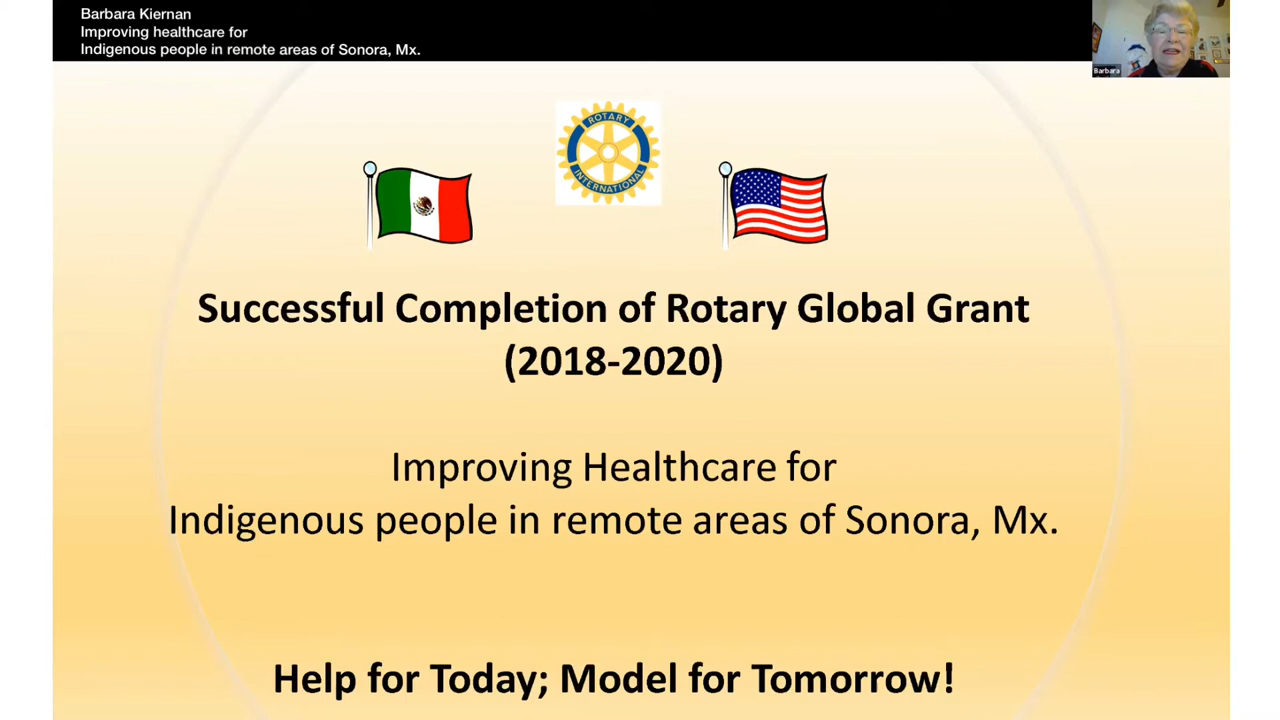 Barbara Kiernan
Improving healthcare for
Indigenous people in remote areas of Sonora, Mx.
Barbara
ROTARY
INTERNATIONAL
Successful Completion of Rotary Global Grant
(2018-2020)
Improving Healthcare for
Indigenous people in remote areas of Sonora, Mx.
Help for Today; Model for Tomorrow!